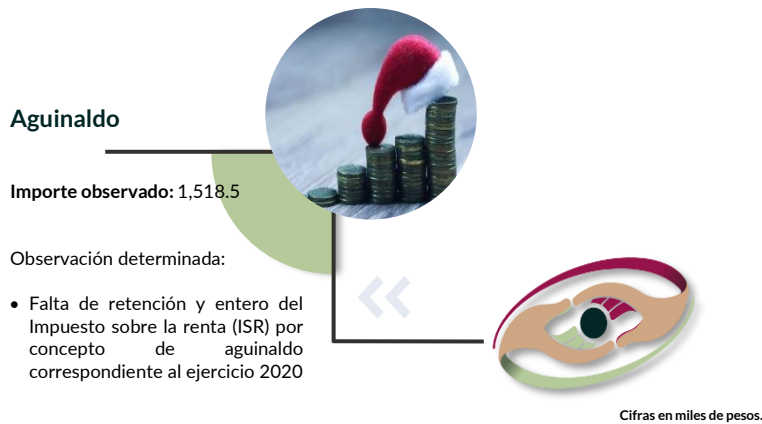 Aguinaldo
Importe observado: 1,518.5
Observación determinada:
• Falta de retención y entero del
Impuesto sobre la renta (ISR) por
concepto de aguinaldo
correspondiente al ejercicio 2020
Cifras en miles de pesos.